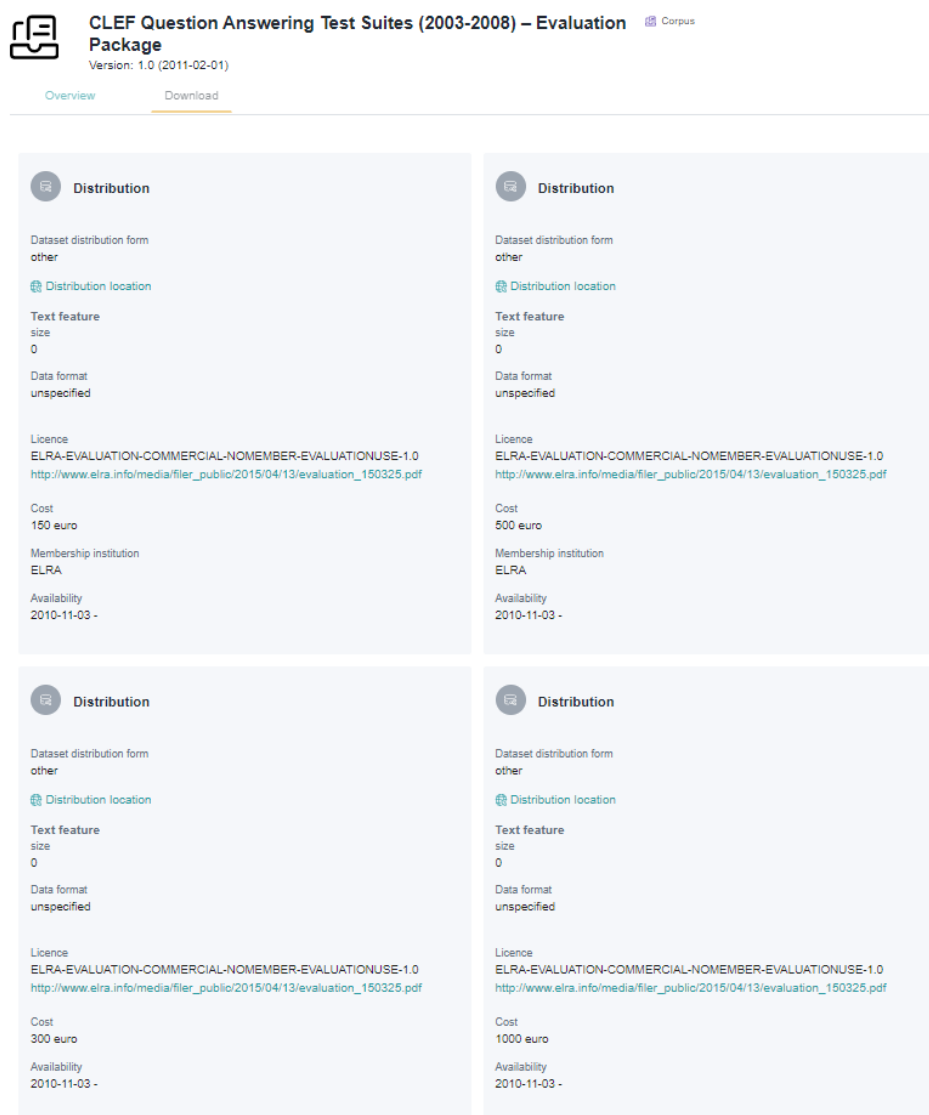 CLEF Question Answering Test Suites (2003-2008) – Evaluation
Package
Corpus
Version: 1.0 (2011-02-01)
Overview
Download
Distribution
Dataset distribution form
other
Distribution location
Text feature
size
0
Data format
unspecified
Licence
ELRA-EVALUATION-COMMERCIAL-NOMEMBER-EVALUATIONUSE-1.0
http://www.elra.info/media/filer_public/2015/04/13/evaluation_150325.pdf
Cost
150 euro
Membership institution
ELRA
Availability
2010-11-03 -
Distribution
Dataset distribution form
other
Distribution location
Text feature
size
0
Data format
unspecified
Licence
ELRA-EVALUATION-COMMERCIAL-NOMEMBER-EVALUATIONUSE-1.0
http://www.elra.info/media/filer_public/2015/04/13/evaluation_150325.pdf
Cost
500 euro
Membership institution
ELRA
Availability
2010-11-03 -
Distribution
Dataset distribution form
other
Distribution location
Text feature
size
0
Data format
unspecified
Licence
ELRA-EVALUATION-COMMERCIAL-NOMEMBER-EVALUATIONUSE-1.0
http://www.elra.info/media/filer_public/2015/04/13/evaluation_150325.pdf
Cost
300 euro
Availability
2010-11-03 -
Distribution
Dataset distribution form
other
Distribution location
Text feature
size
0
Data format
unspecified
Licence
ELRA-EVALUATION-COMMERCIAL-NOMEMBER-EVALUATIONUSE-1.0
http://www.elra.info/media/filer_public/2015/04/13/evaluation_150325.pdf
Cost
1000 euro
Availability
2010-11-03 -